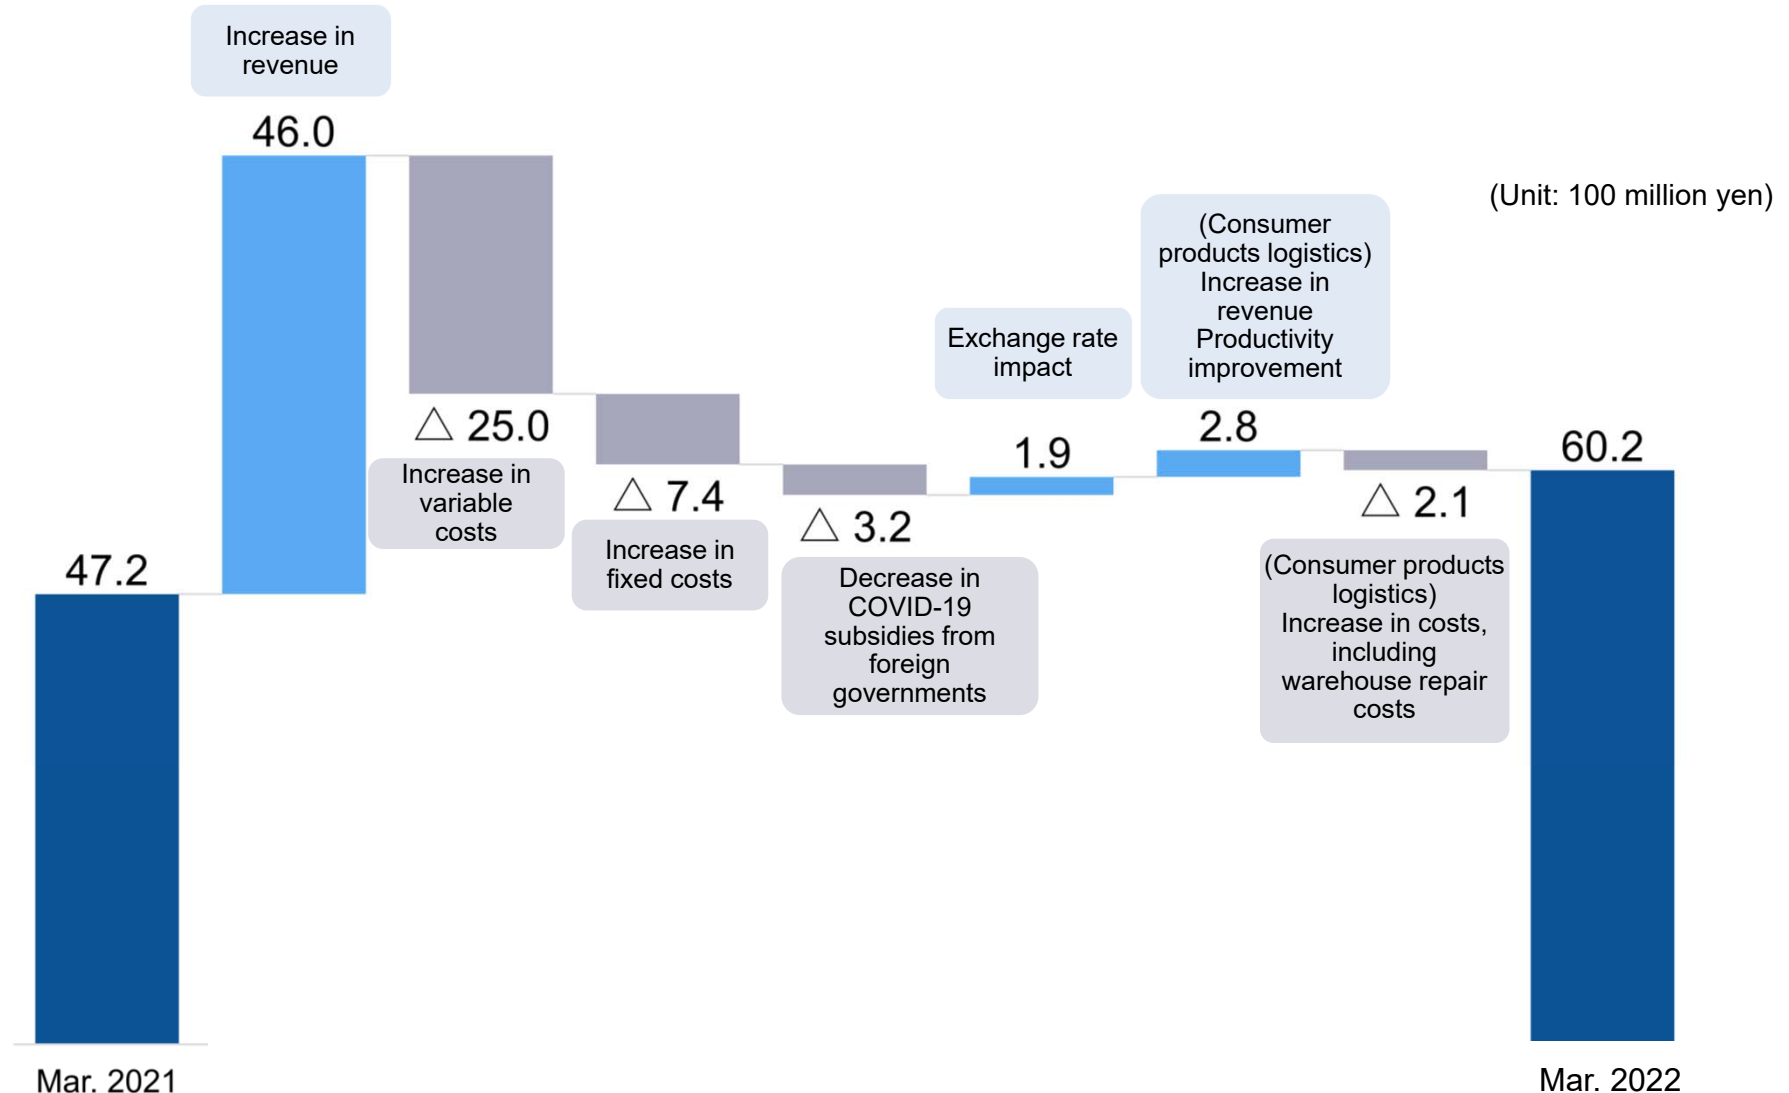 Increase in
revenue
46.0
(Unit: 100 million yen)
(Consumer
products logistics)
Increase in
revenue
Productivity
improvement
Exchange rate
impact
△ 25.0
Increase in
variable
costs
1.9
2.8
60.2
△ 7.4
Increase in
fixed costs
△ 3.2
Decrease in
COVID-19
subsidies from
foreign
governments
△ 2.1
(Consumer products
logistics)
Increase in costs,
including
warehouse repair
costs
47.2
Mar. 2021
Mar. 2022